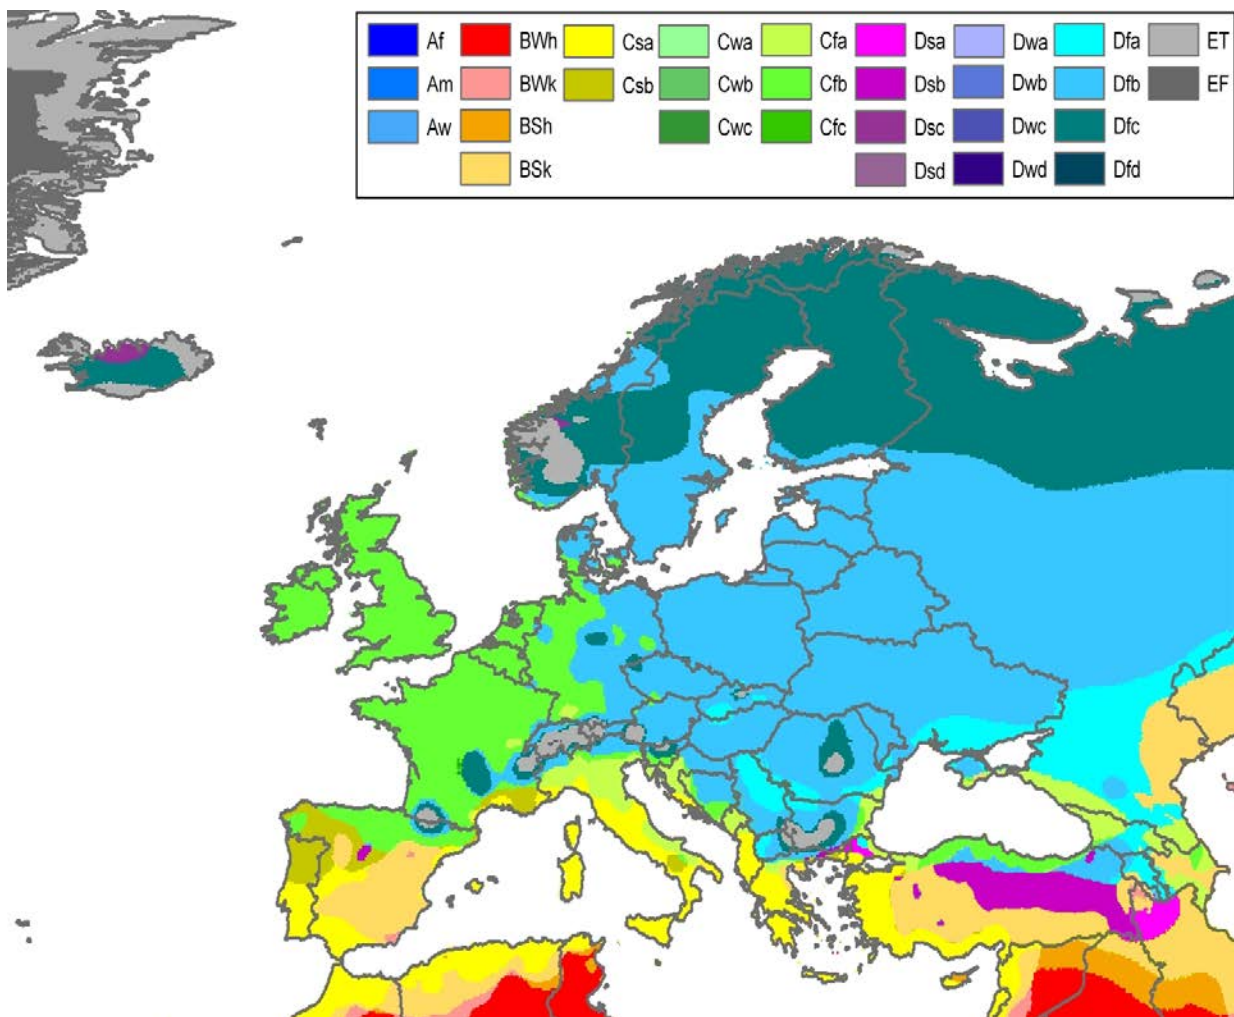 Af BWh Csa Cwa Cfa Dsa Dwa Dfa ET
Am BWk Csb Cwb Cfb Dsb Dwb Dfb EF
Aw BSh Cwc Cfc Dsc Dwc Dfc
BSk Dsd Dwd Dfd